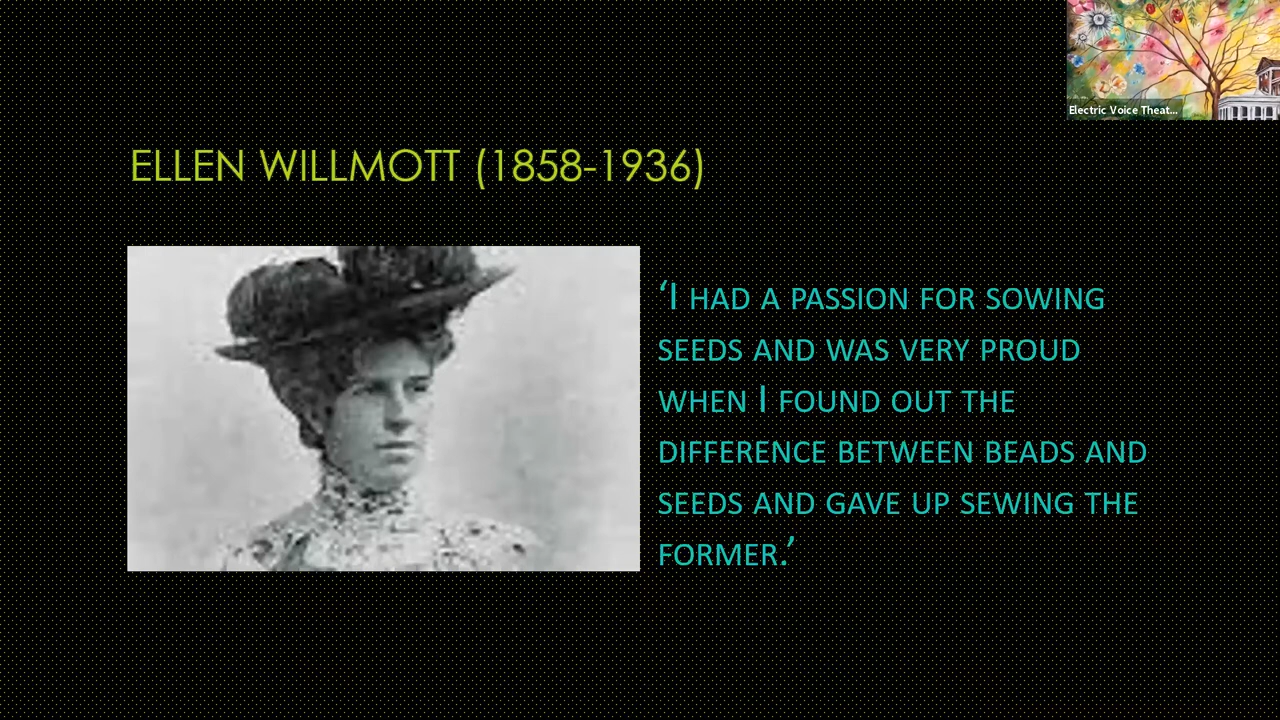 Electric Voice Theat...
ELLEN WILLMOTT (1858-1936)
‘I HAD A PASSION FOR SOWING
SEEDS AND WAS VERY PROUD
WHEN I FOUND OUT THE
DIFFERENCE BETWEEN BEADS AND
SEEDS AND GAVE UP SEWING THE
FORMER.’